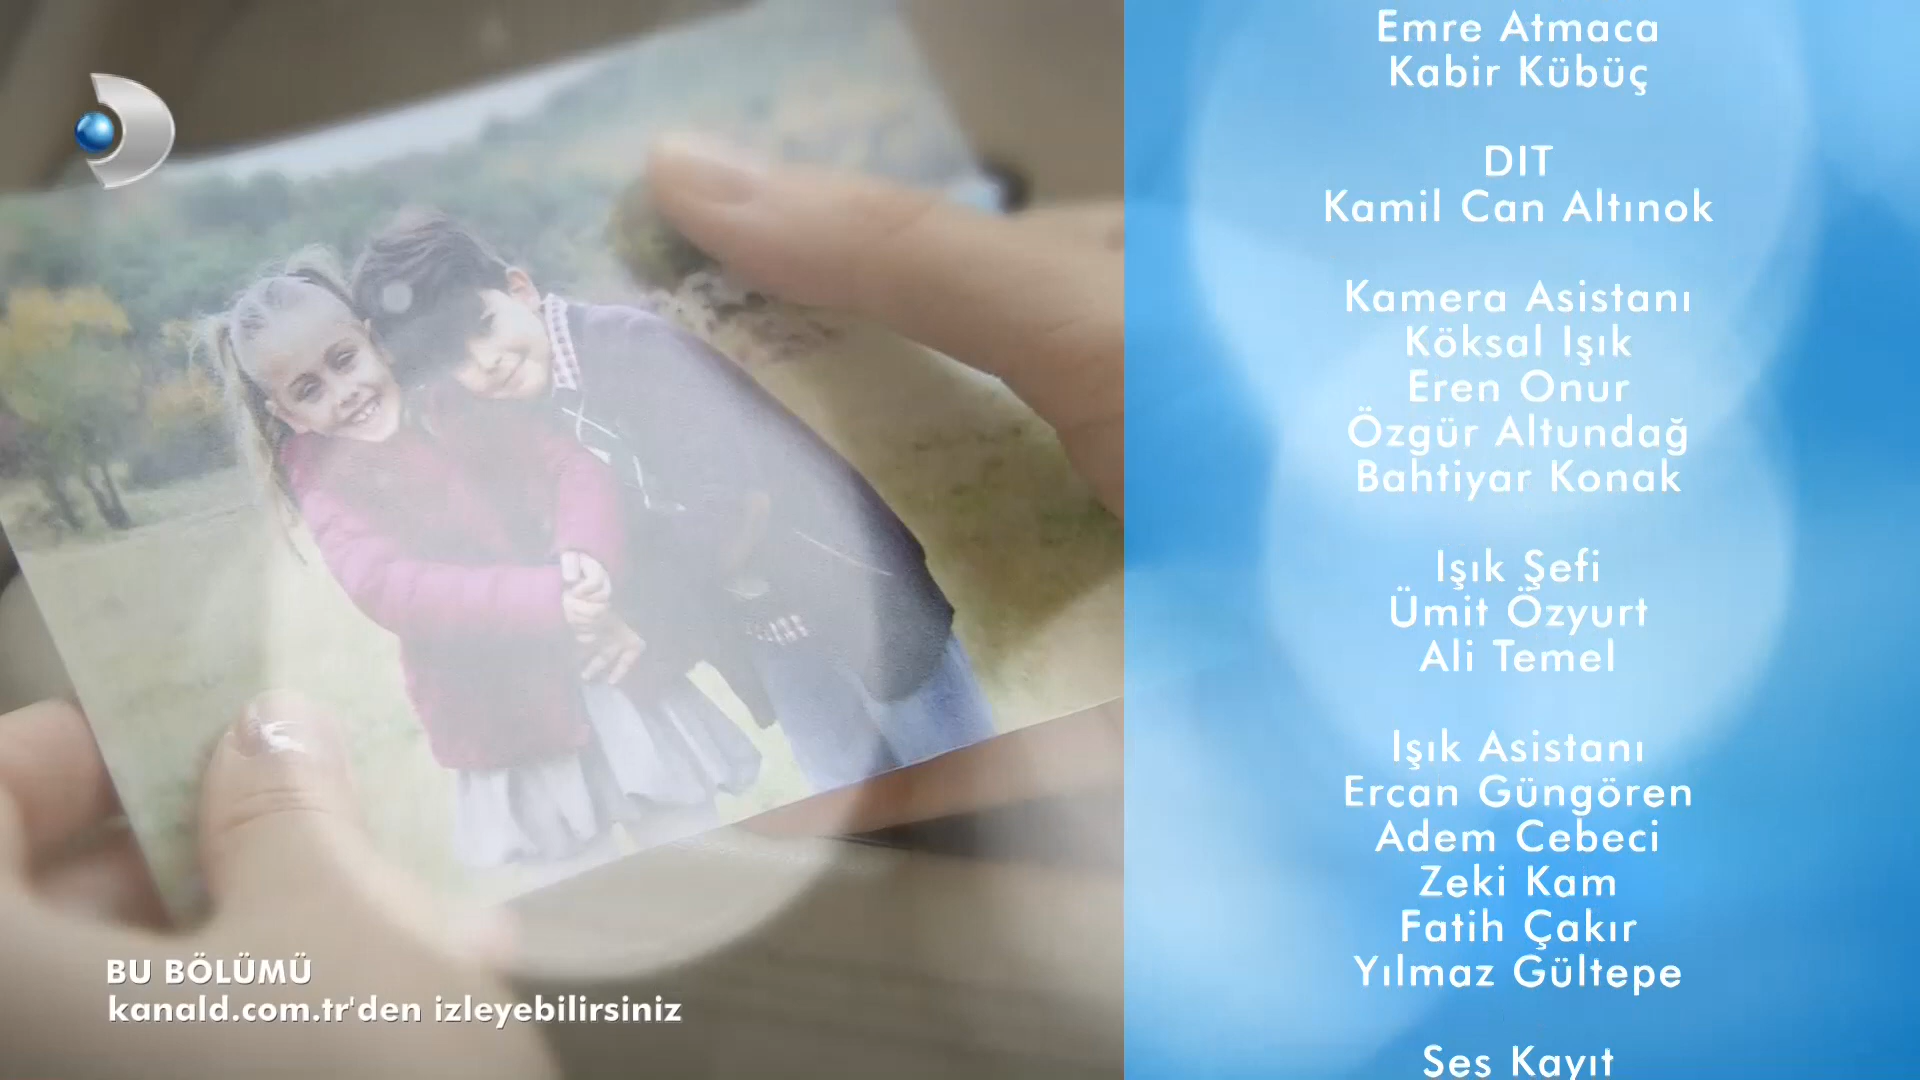 BU BÖLÜMÜ
kanald.com.tr'den izleyebilirsiniz
Emre Atmaca
Kabir Kübüç
DIT
Kamil Can Altınok
Kamera Asistanı
Köksal Işık
Eren Onur
Özgür Altundağ
Bahtiyar Konak
Işık Şefi
Ümit Özyurt
Ali Temel
Işık Asistanı
Ercan Güngören
Adem Cebeci
Zeki Kam
Fatih Çakır
Yılmaz Gültepe
Ses Kayıt